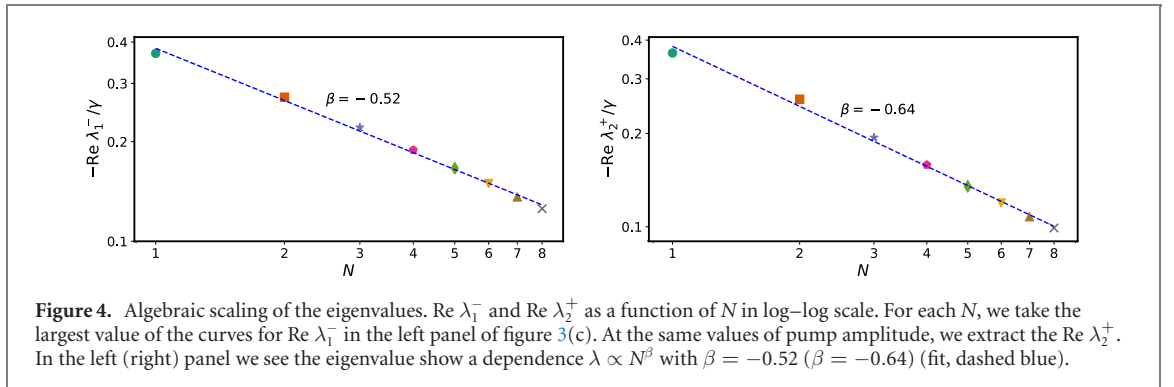 0.4
0.3
0.2
0.1
−Re λ₁⁻/γ
β = −0.52
1 2 3 4 5 6 7 8
N
0.4
0.3
0.2
0.1
−Re λ₂⁺/γ
β = −0.64
1 2 3 4 5 6 7 8
N
Figure 4. Algebraic scaling of the eigenvalues. Re λ₁⁻ and Re λ₂⁺ as a function of N in log–log scale. For each N, we take the
largest value of the curves for Re λ₁⁻ in the left panel of figure 3(c). At the same values of pump amplitude, we extract the Re λ₂⁺.
In the left (right) panel we see the eigenvalue show a dependence λ ∝ N^β with β = −0.52 (β = −0.64) (fit, dashed blue).